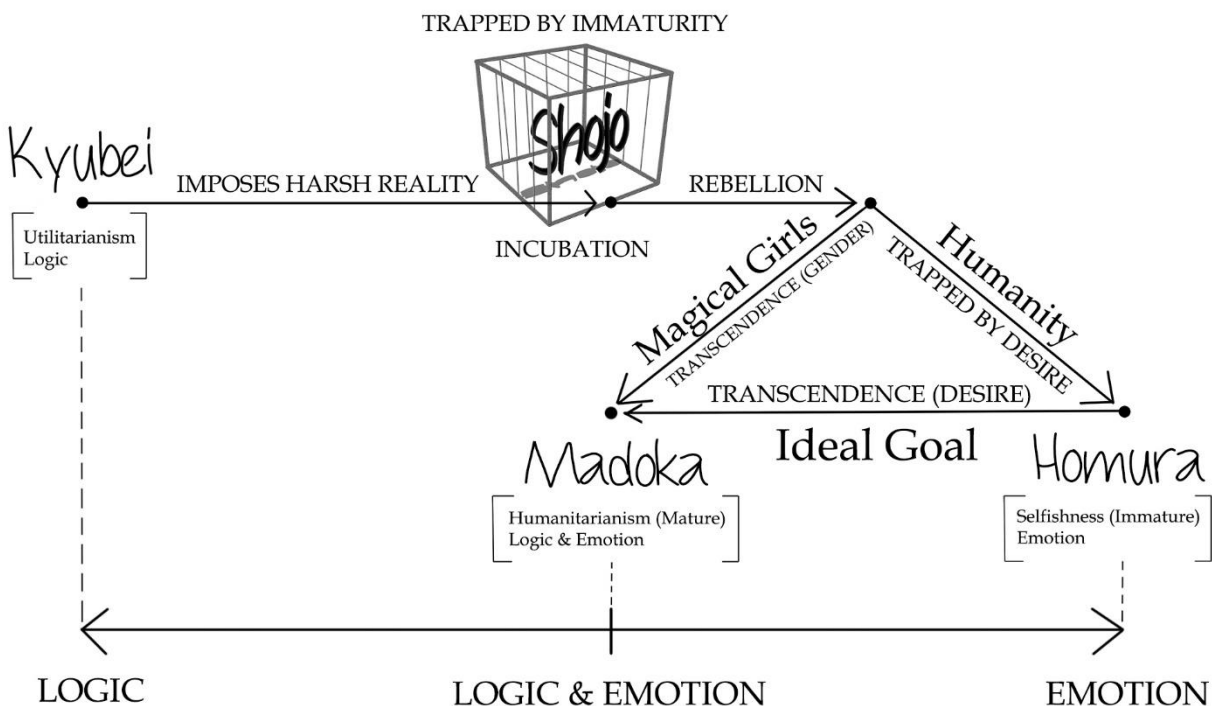 TRAPPED BY IMMATURITY
Shojo
Kyubei
IMPOSES HARSH REALITY
REBELLION
Utilitarianism
Logic
INCUBATION
Magical Girls
TRANSCENDENCE (GENDER)
Humanity
TRAPPED BY DESIRE
TRANSCENDENCE (DESIRE)
Ideal Goal
Madoka
Humanitarianism (Mature)
Logic & Emotion
Homura
Selfishness (Immature)
Emotion
LOGIC
LOGIC & EMOTION
EMOTION